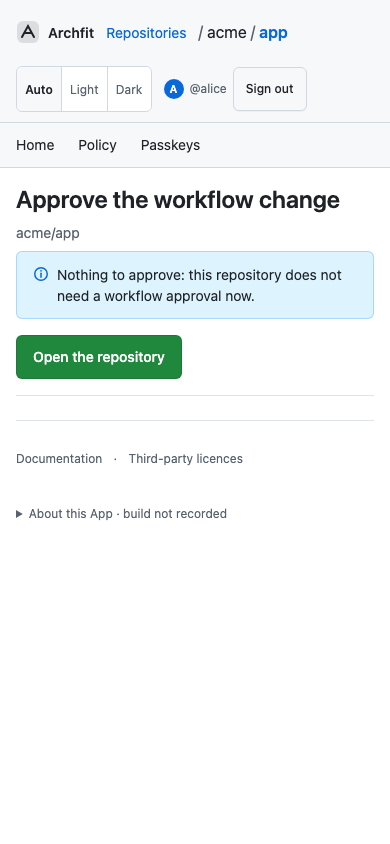 Archfit Repositories / acme / app
Auto Light Dark A @alice Sign out
Home Policy Passkeys
Approve the workflow change
acme/app
Nothing to approve: this repository does not
need a workflow approval now.
Open the repository
Documentation · Third-party licences
About this App · build not recorded